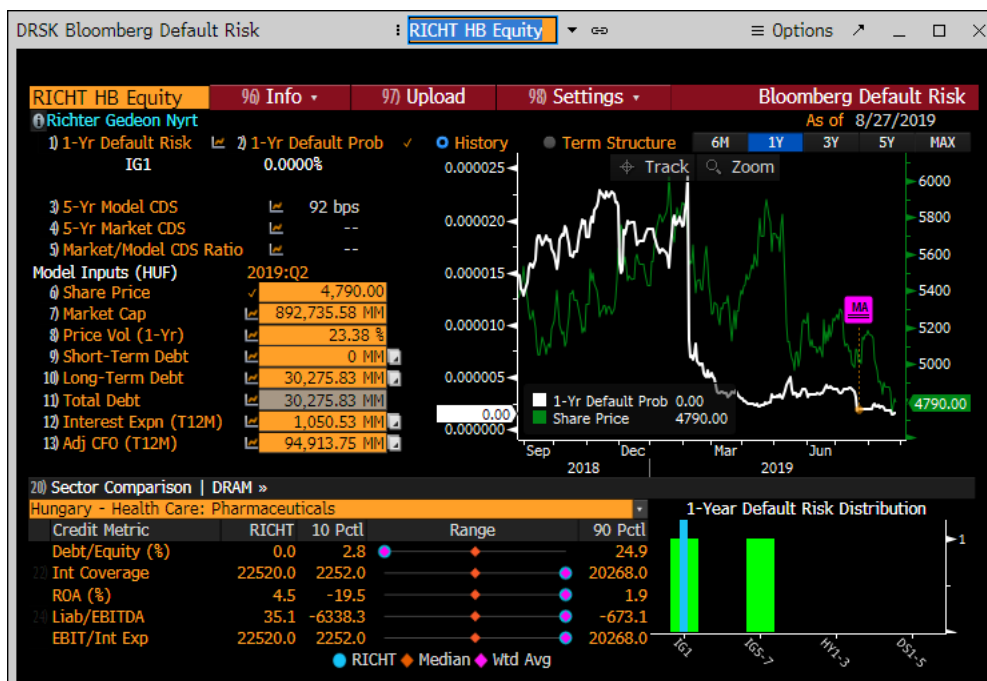 DRSK Bloomberg Default Risk RICHT HB Equity Options
RICHT HB Equity 96) Info 97) Upload 98) Settings Bloomberg Default Risk
Richter Gedeon Nyrt As of 8/27/2019
1) 1-Yr Default Risk 2) 1-Yr Default Prob History Term Structure 6M 1Y 3Y 5Y MAX
IG1 0.0000%
Track Zoom
3) 5-Yr Model CDS 92 bps
4) 5-Yr Market CDS --
5) Market/Model CDS Ratio --
Model Inputs (HUF) 2019:Q2
6) Share Price 4,790.00
7) Market Cap 892,735.58 MM
8) Price Vol (1-Yr) 23.38 %
9) Short-Term Debt 0 MM
10) Long-Term Debt 30,275.83 MM
11) Total Debt 30,275.83 MM
12) Interest Expn (T12M) 1,050.53 MM
13) Adj CFO (T12M) 94,913.75 MM
0.000025
0.000020
0.000015
0.000010
0.000005
0.00
0.000000
6000
5800
5600
5400
5200
5000
4790.00
MA
1-Yr Default Prob 0.00
Share Price 4790.00
Sep Dec Mar Jun
2018 2019
20) Sector Comparison | DRAM »
Hungary - Health Care: Pharmaceuticals
Credit Metric RICHT 10 Pctl Range 90 Pctl
Debt/Equity (%) 0.0 2.8 24.9
22) Int Coverage 22520.0 2252.0 20268.0
ROA (%) 4.5 -19.5 1.9
24) Liab/EBITDA 35.1 -6338.3 -673.1
EBIT/Int Exp 22520.0 2252.0 20268.0
RICHT Median Wtd Avg
1-Year Default Risk Distribution
1
IG1 IG5-7 HY1-3 DS1-5